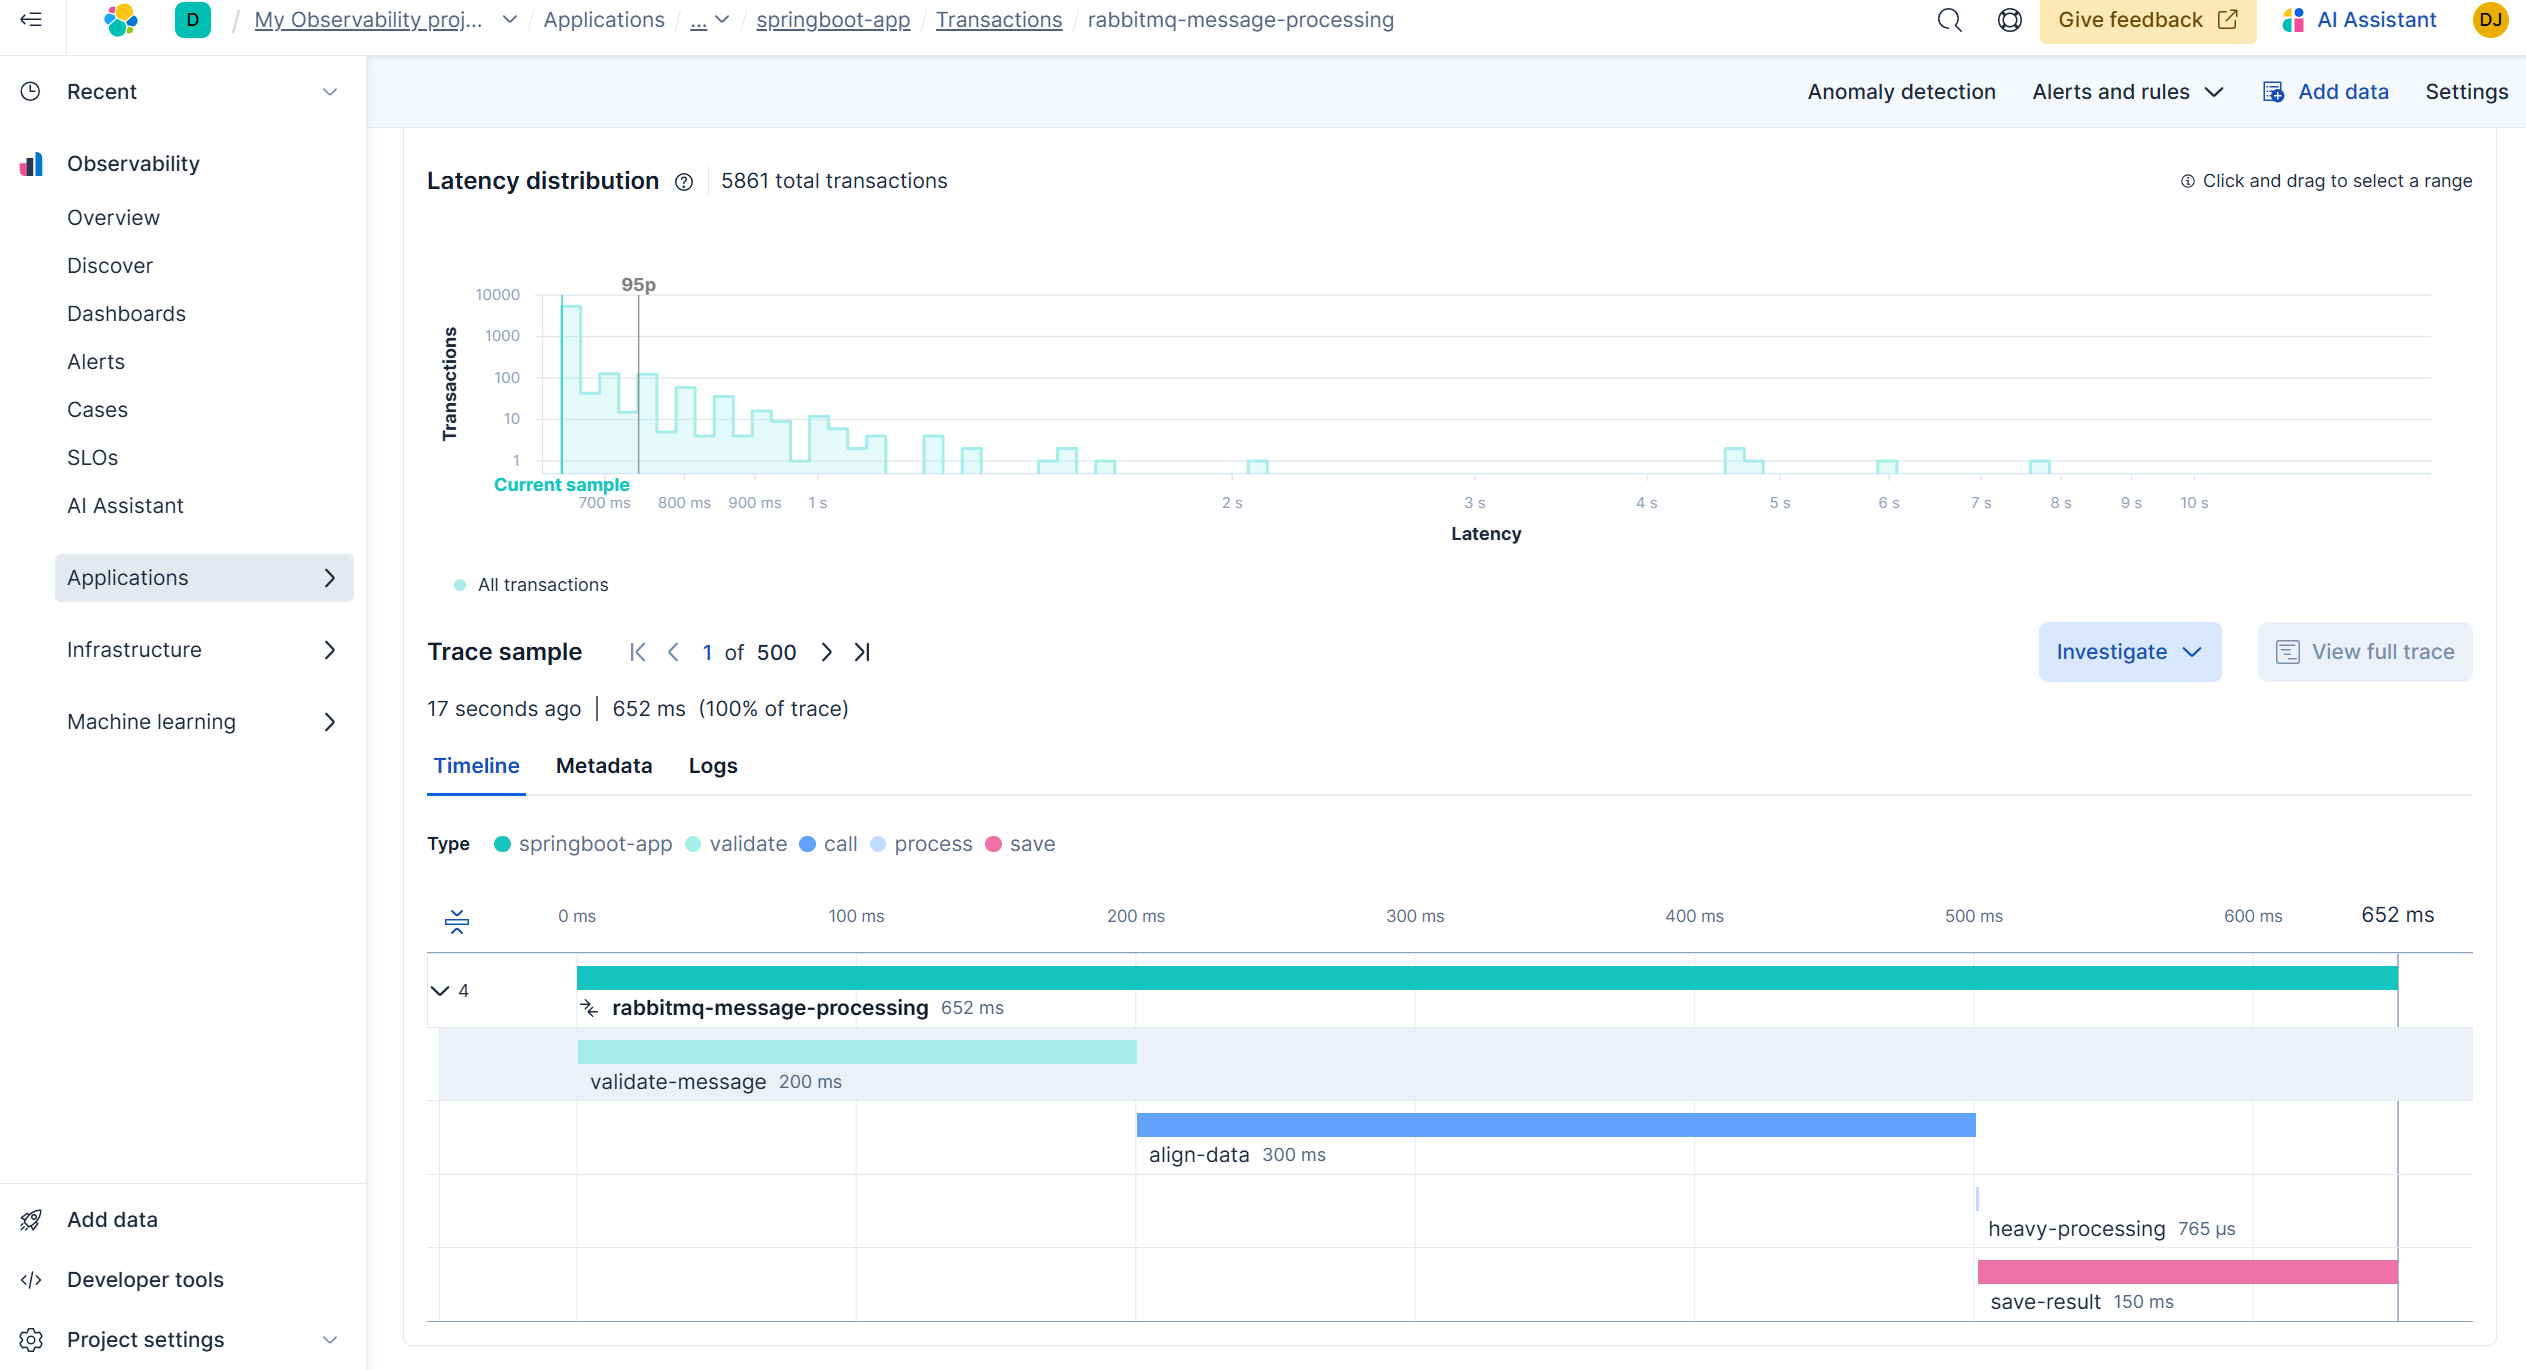 D / My Observability proj... / Applications / ... / springboot-app / Transactions / rabbitmq-message-processing Give feedback AI Assistant DJ
Recent
Observability
Overview
Discover
Dashboards
Alerts
Cases
SLOs
AI Assistant
Applications
Infrastructure
Machine learning
Add data
Developer tools
Project settings
Anomaly detection Alerts and rules Add data Settings
Latency distribution 5861 total transactions Click and drag to select a range
95p
10000
1000
100
10
1
Transactions
Current sample
700 ms 800 ms 900 ms 1 s 2 s 3 s 4 s 5 s 6 s 7 s 8 s 9 s 10 s
Latency
All transactions
Trace sample 1 of 500 Investigate View full trace
17 seconds ago | 652 ms (100% of trace)
Timeline Metadata Logs
Type springboot-app validate call process save
0 ms 100 ms 200 ms 300 ms 400 ms 500 ms 600 ms 652 ms
4
rabbitmq-message-processing 652 ms
validate-message 200 ms
align-data 300 ms
heavy-processing 765 μs
save-result 150 ms